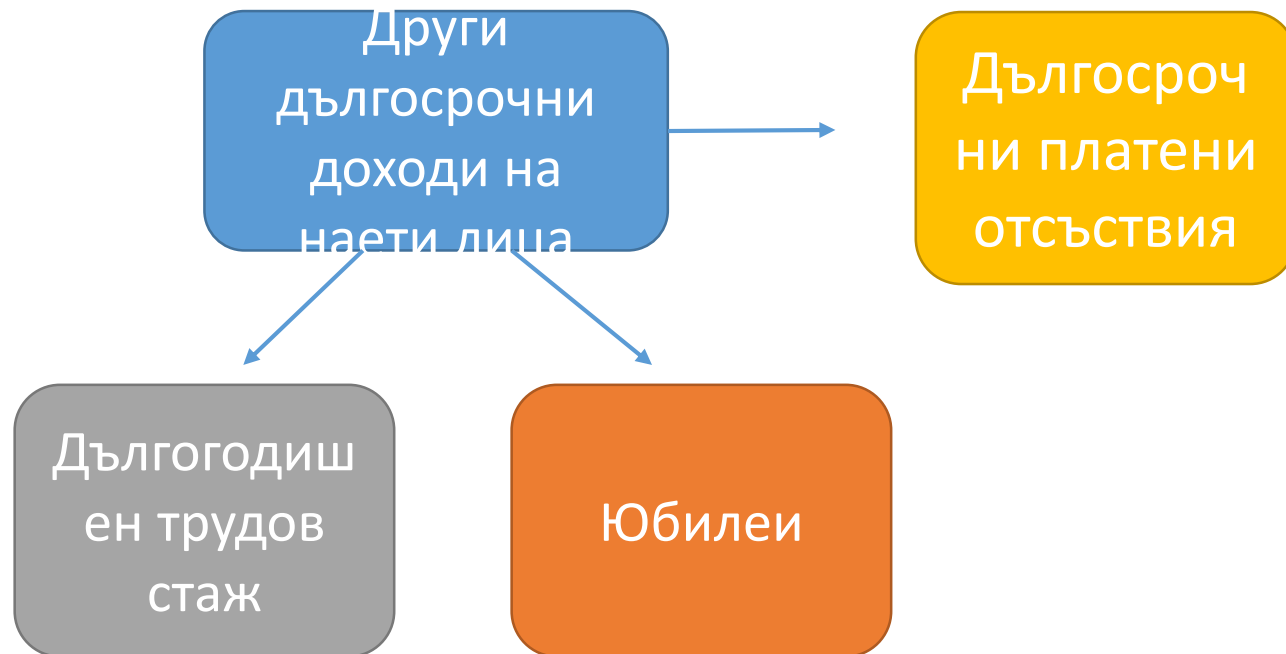 Други
дългосрочни
доходи на
наети лица
Дългосроч
ни платени
отсъствия
Дългогодиш
ен трудов
стаж
Юбилеи